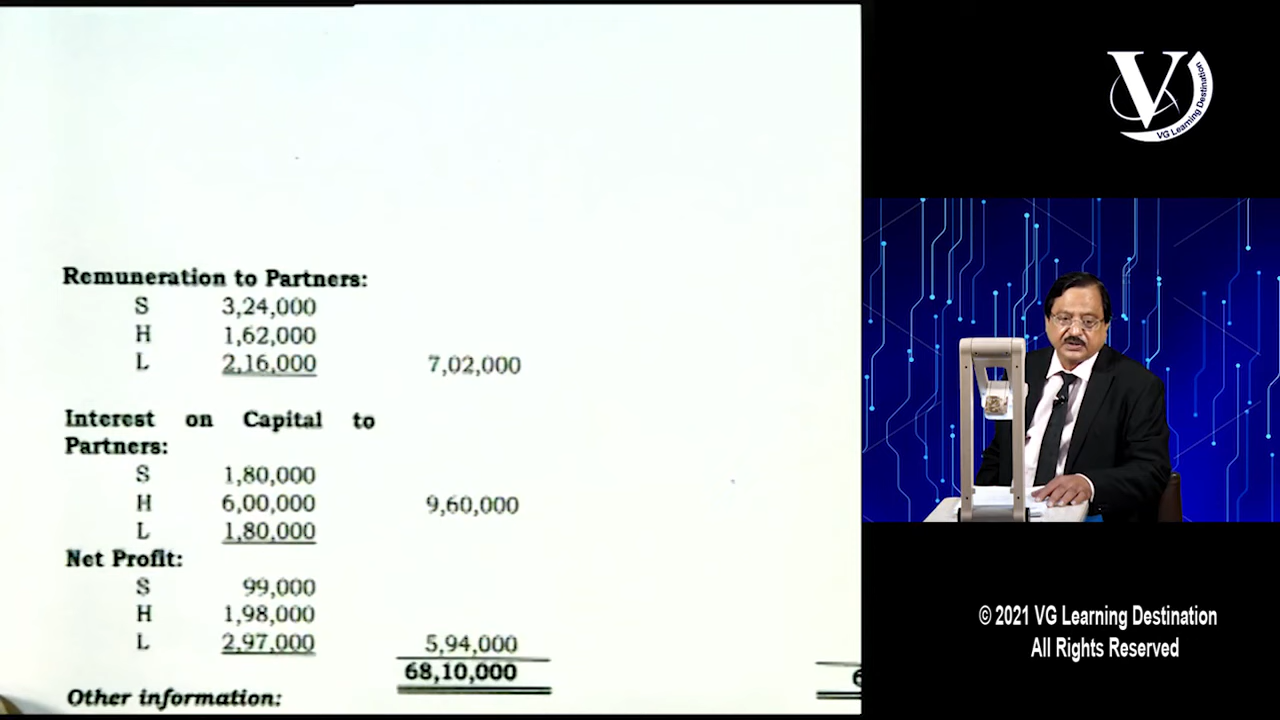 Remuneration to Partners:
S 3,24,000
H 1,62,000
L 2,16,000 7,02,000
Interest on Capital to
Partners:
S 1,80,000
H 6,00,000 9,60,000
L 1,80,000
Net Profit:
S 99,000
H 1,98,000
L 2,97,000 5,94,000
68,10,000
Other information:
V
VG Learning Destination
© 2021 VG Learning Destination
All Rights Reserved